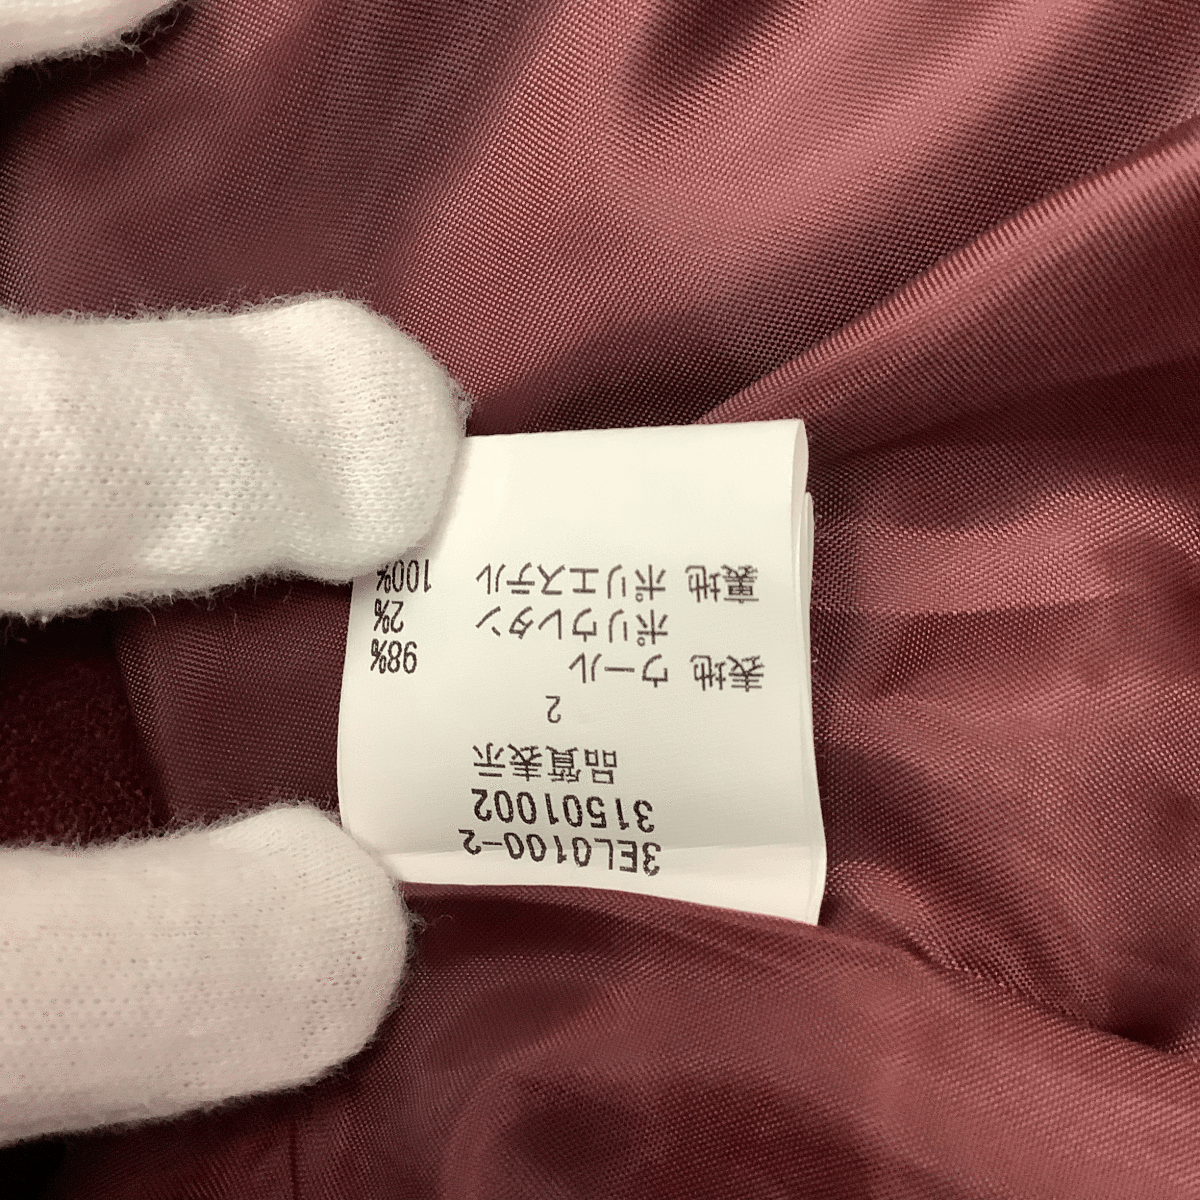 3EL0100-2
31501002
品質表示
2
表地 ウール 98%
ポリウレタン 2%
裏地 ポリエステル 100%